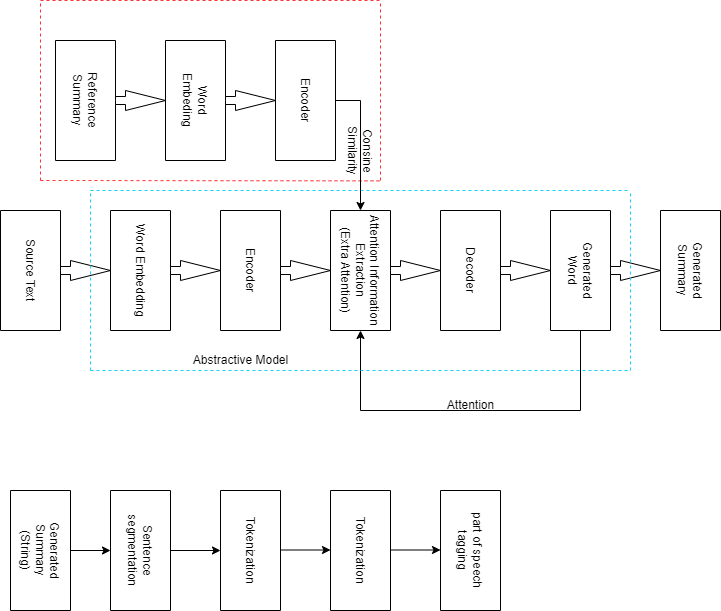 Reference
Summary
Word
Embeding
Encoder
Consine
Similarity
Source Text
Word Embedding
Encoder
Attention Information
Extraction
(Extra Attention)
Decoder
Generated
Word
Generated
Summary
Abstractive Model
Attention
Generated
Summary
(String)
Sentence
segmentation
Tokenization
Tokenization
part of speech
tagging